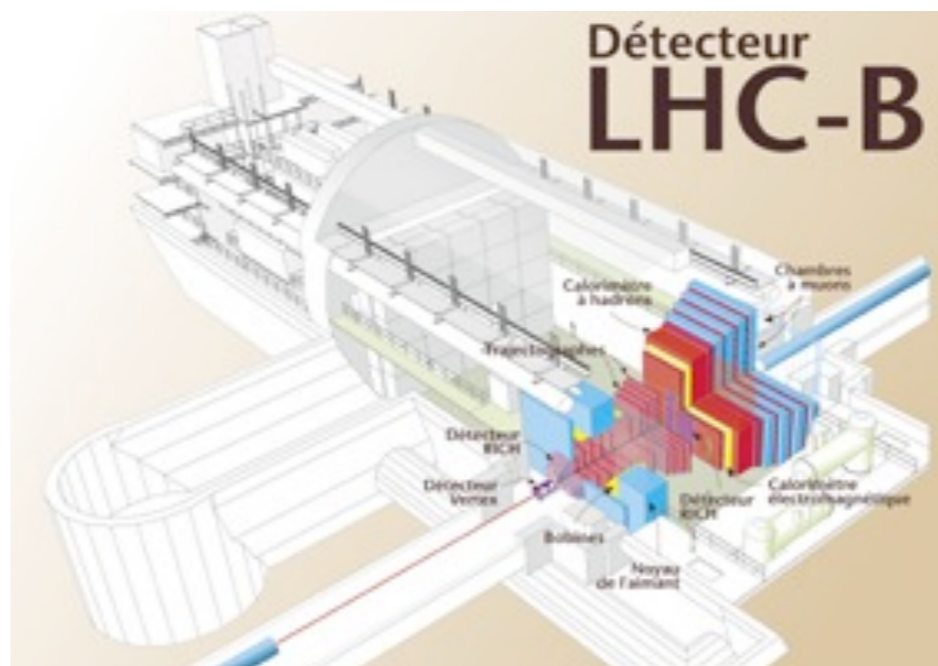 Détecteur
LHC-B
Chambres
à muons
Calorimètre
à hadrons
Trajectographes
Détecteur
RICH
Détecteur
Vertex
Bobines
Noyau
de l'aimant
Détecteur
RICH
Calorimètre
électromagnétique